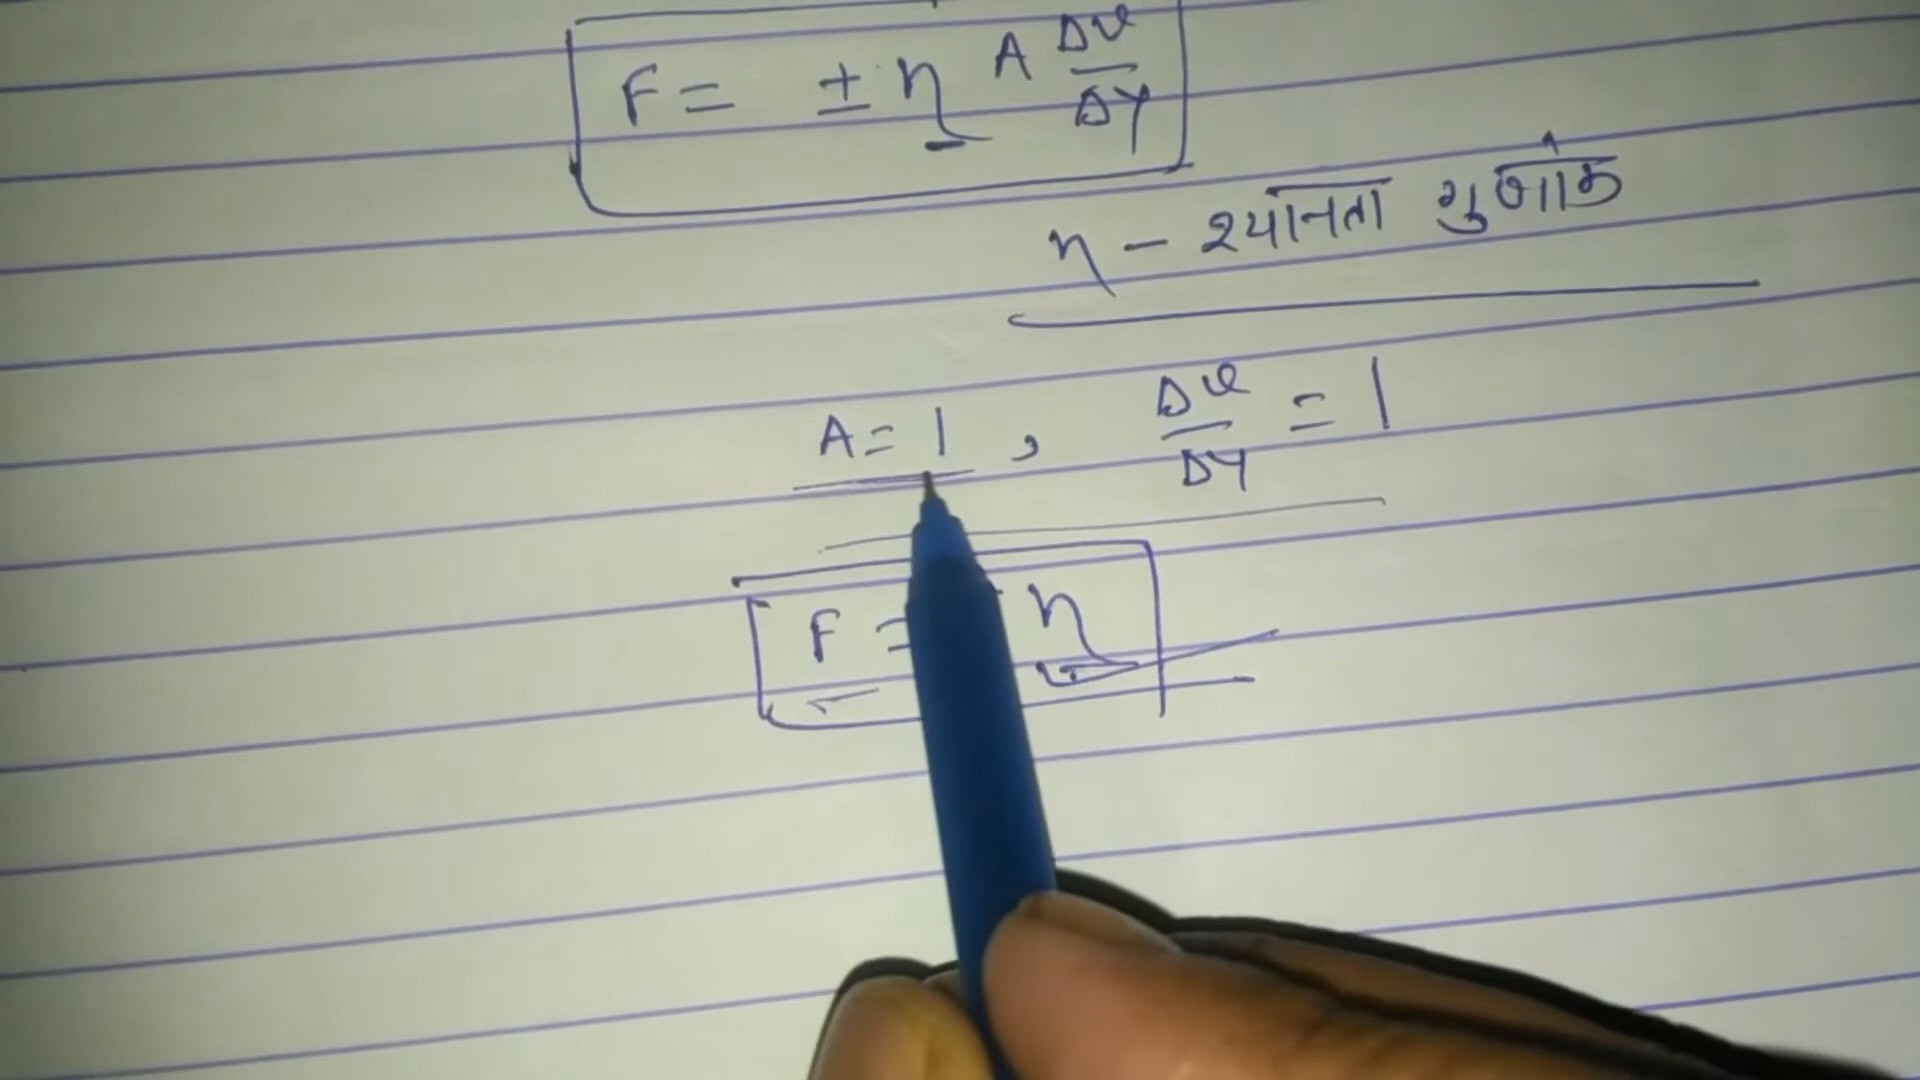 F = ± η A Δv/Δy
η - श्यानता गुणांक
A = 1 , Δv/Δy = 1
F = η